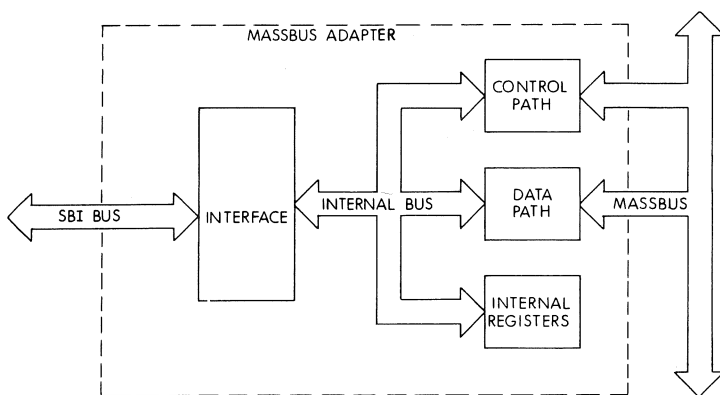 MASSBUS ADAPTER
CONTROL
PATH
SBI BUS
INTERFACE
INTERNAL BUS
DATA
PATH
MASSBUS
INTERNAL
REGISTERS